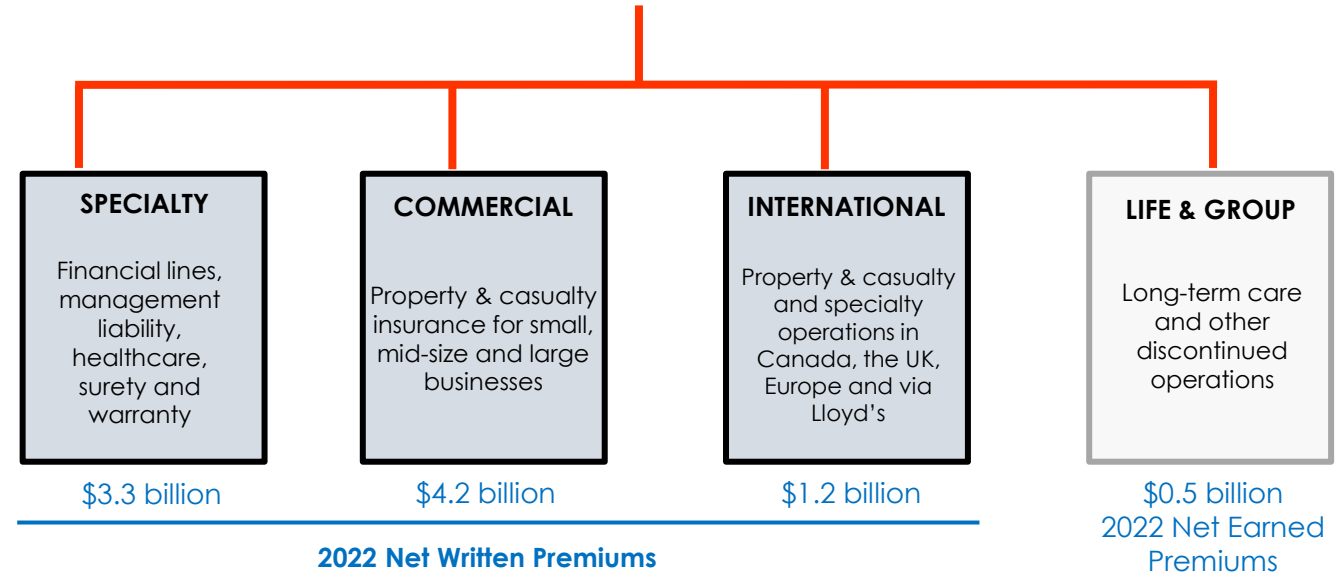 SPECIALTY
Financial lines,
management
liability,
healthcare,
surety and
warranty
$3.3 billion
COMMERCIAL
Property & casualty
insurance for small,
mid-size and large
businesses
$4.2 billion
INTERNATIONAL
Property & casualty
and specialty
operations in
Canada, the UK,
Europe and via
Lloyd’s
$1.2 billion
2022 Net Written Premiums
LIFE & GROUP
Long-term care
and other
discontinued
operations
$0.5 billion
2022 Net Earned
Premiums